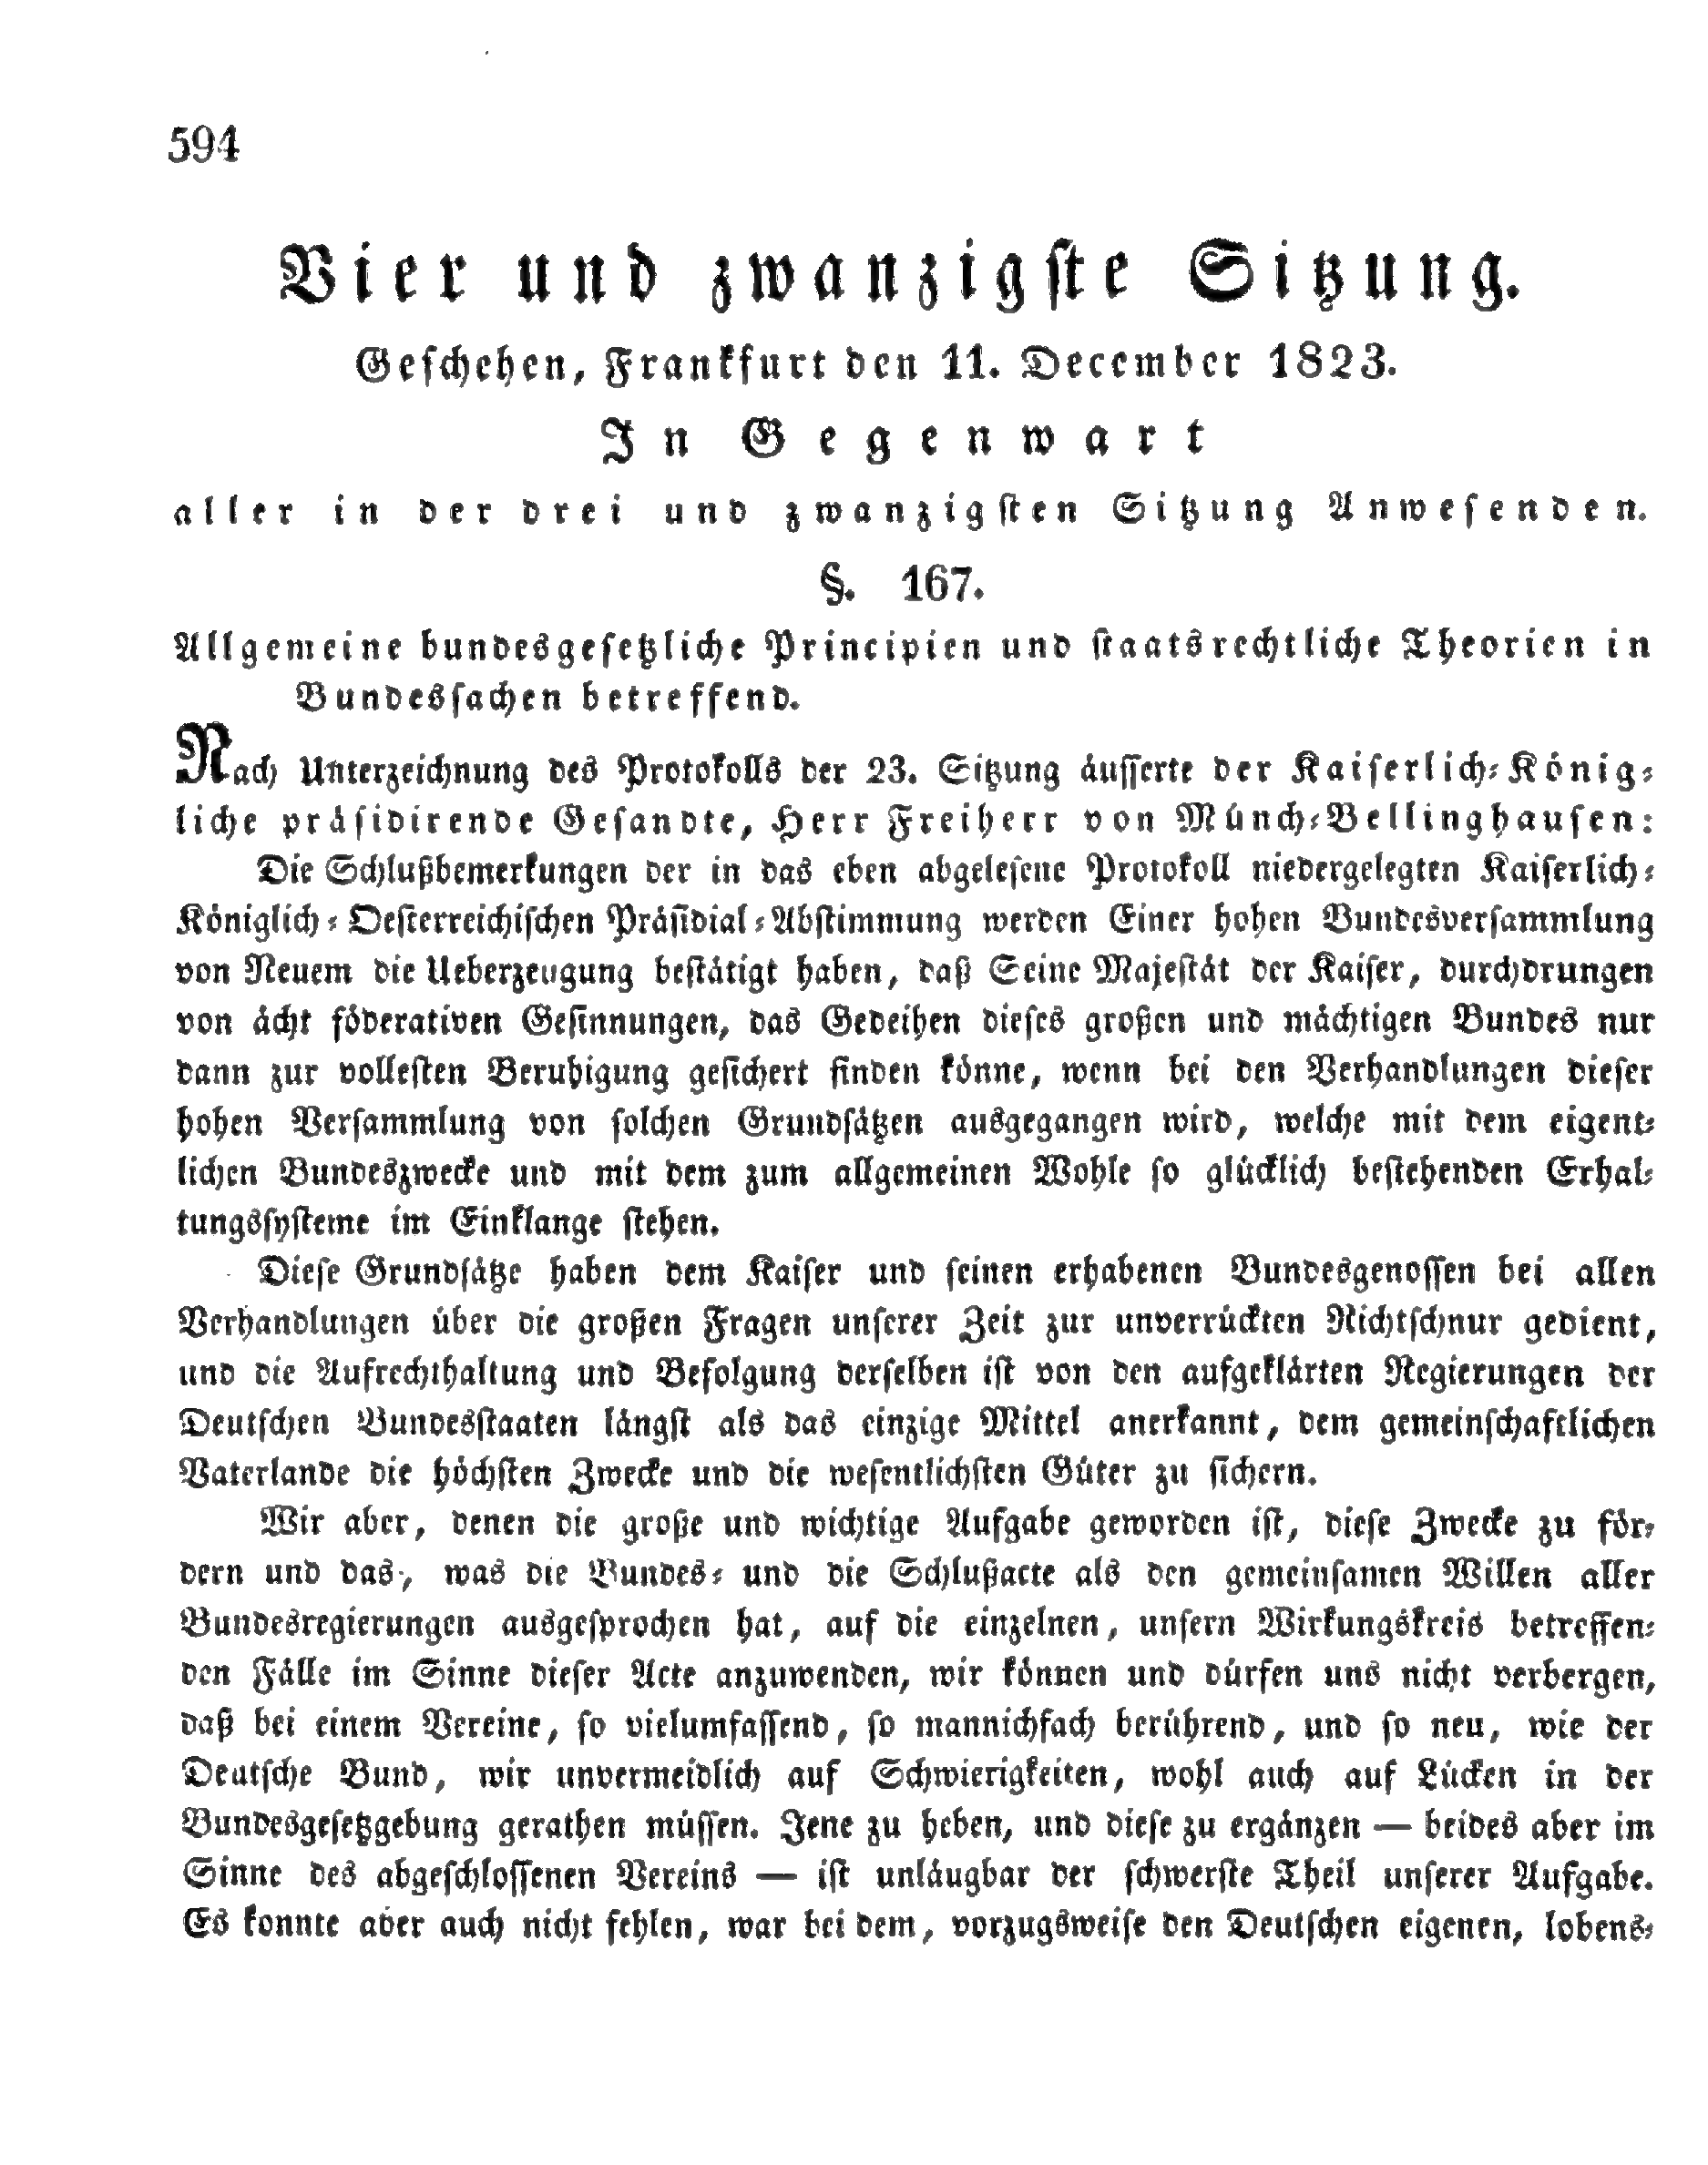 594
Vier und zwanzigste Sitzung.
Geschehen, Frankfurt den 11. December 1823.
In Gegenwart
aller in der drei und zwanzigsten Sitzung Anwesenden.
§. 167.
Allgemeine bundesgesetzliche Principien und staatsrechtliche Theorien in
Bundessachen betreffend.
Nach Unterzeichnung des Protokolls der 23. Sitzung äusserte der Kaiserlich-König-
liche präsidirende Gesandte, Herr Freiherr von Münch-Bellinghausen:
Die Schlußbemerkungen der in das eben abgelesene Protokoll niedergelegten Kaiserlich-
Königlich-Oesterreichischen Präsidial-Abstimmung werden Einer hohen Bundesversammlung
von Neuem die Ueberzeugung bestätigt haben, daß Seine Majestät der Kaiser, durchdrungen
von ächt föderativen Gesinnungen, das Gedeihen dieses großen und mächtigen Bundes nur
dann zur vollesten Beruhigung gesichert finden könne, wenn bei den Verhandlungen dieser
hohen Versammlung von solchen Grundsätzen ausgegangen wird, welche mit dem eigent-
lichen Bundeszwecke und mit dem zum allgemeinen Wohle so glücklich bestehenden Erhal-
tungssysteme im Einklange stehen.
Diese Grundsätze haben dem Kaiser und seinen erhabenen Bundesgenossen bei allen
Verhandlungen über die großen Fragen unserer Zeit zur unverrückten Richtschnur gedient,
und die Aufrechthaltung und Befolgung derselben ist von den aufgeklärten Regierungen der
Deutschen Bundesstaaten längst als das einzige Mittel anerkannt, dem gemeinschaftlichen
Vaterlande die höchsten Zwecke und die wesentlichsten Güter zu sichern.
Wir aber, denen die große und wichtige Aufgabe geworden ist, diese Zwecke zu för-
dern und das, was die Bundes- und die Schlußacte als den gemeinsamen Willen aller
Bundesregierungen ausgesprochen hat, auf die einzelnen, unsern Wirkungskreis betreffen-
den Fälle im Sinne dieser Acte anzuwenden, wir können und dürfen uns nicht verbergen,
daß bei einem Vereine, so vielumfassend, so mannichfach berührend, und so neu, wie der
Deutsche Bund, wir unvermeidlich auf Schwierigkeiten, wohl auch auf Lücken in der
Bundesgesetzgebung gerathen müssen. Jene zu heben, und diese zu ergänzen — beides aber im
Sinne des abgeschlossenen Vereins — ist unläugbar der schwerste Theil unserer Aufgabe.
Es konnte aber auch nicht fehlen, war bei dem, vorzugsweise den Deutschen eigenen, lobens-